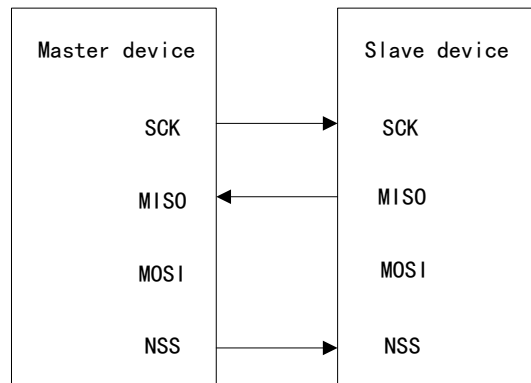 Master device
Slave device
SCK
SCK
MISO
MISO
MOSI
MOSI
NSS
NSS